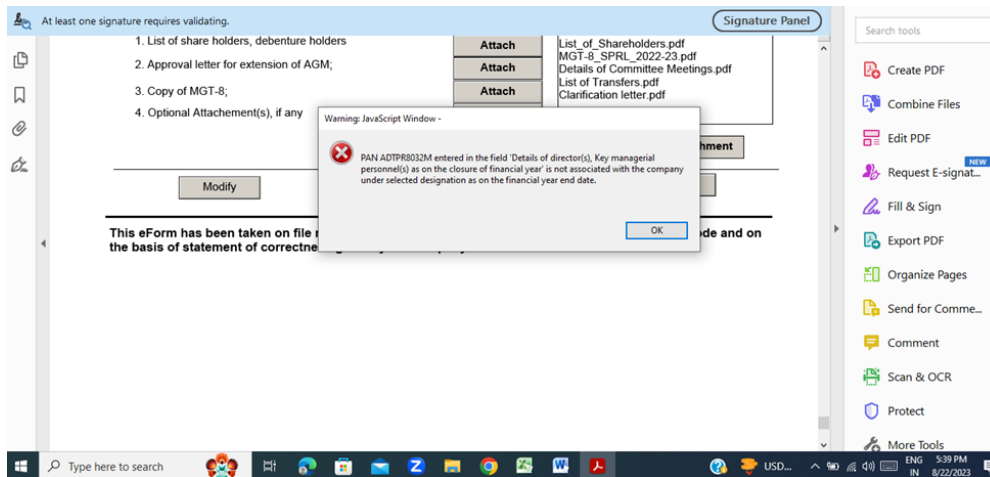 At least one signature requires validating.
Signature Panel
1. List of share holders, debenture holders
2. Approval letter for extension of AGM;
3. Copy of MGT-8;
4. Optional Attachement(s), if any
Attach
Attach
Attach
List_of_Shareholders.pdf
MGT-8_SPRL_2022-23.pdf
Details of Committee Meetings.pdf
List of Transfers.pdf
Clarification letter.pdf
hment
Modify
Warning: JavaScript Window -
PAN ADTPR8032M entered in the field 'Details of director(s), Key managerial
personnel(s) as on the closure of financial year' is not associated with the company
under selected designation as on the financial year end date.
OK
This eForm has been taken on file
ode and on
the basis of statement of correctne
Search tools
Create PDF
Combine Files
Edit PDF
NEW
Request E-signat...
Fill & Sign
Export PDF
Organize Pages
Send for Comme...
Comment
Scan & OCR
Protect
More Tools
Type here to search
USD...
ENG
IN
5:39 PM
8/22/2023